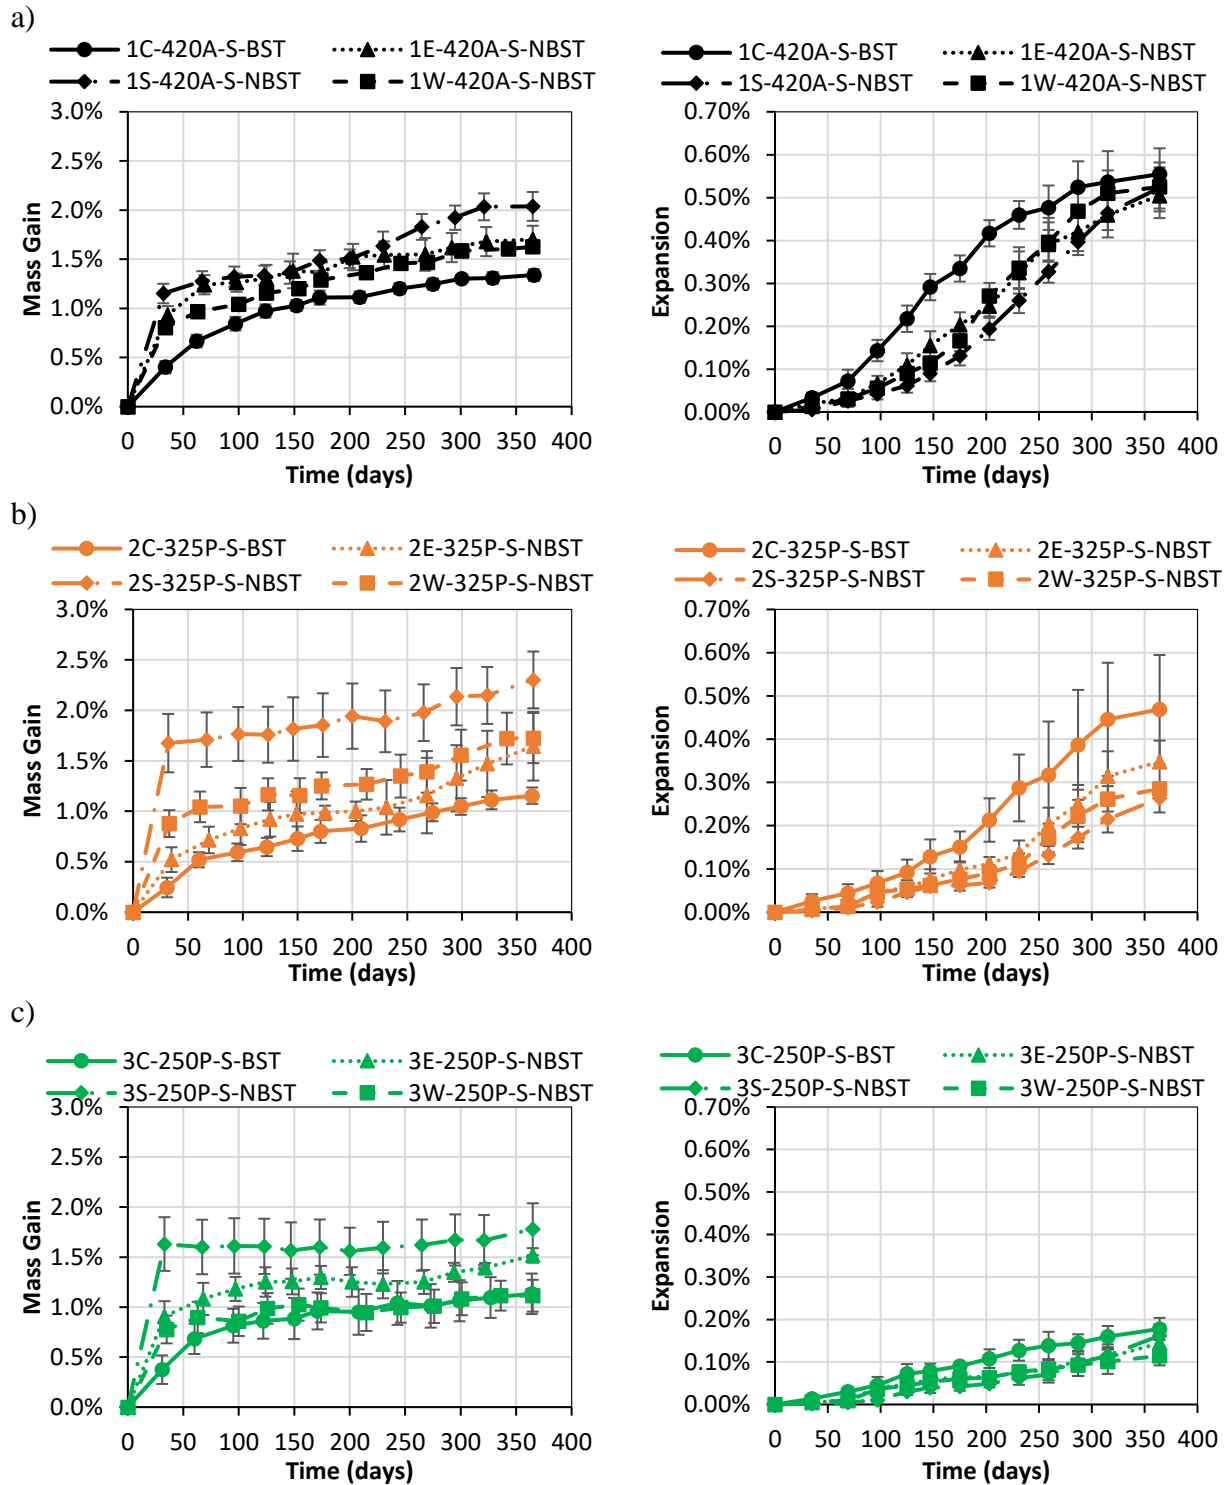 a)
1C-420A-S-BST 1E-420A-S-NBST
1S-420A-S-NBST 1W-420A-S-NBST
3.0%
2.5%
2.0%
1.5%
1.0%
0.5%
0.0%
Mass Gain
0 50 100 150 200 250 300 350 400
Time (days)
1C-420A-S-BST 1E-420A-S-NBST
1S-420A-S-NBST 1W-420A-S-NBST
0.70%
0.60%
0.50%
0.40%
0.30%
0.20%
0.10%
0.00%
Expansion
0 50 100 150 200 250 300 350 400
Time (days)
b)
2C-325P-S-BST 2E-325P-S-NBST
2S-325P-S-NBST 2W-325P-S-NBST
3.0%
2.5%
2.0%
1.5%
1.0%
0.5%
0.0%
Mass Gain
0 50 100 150 200 250 300 350 400
Time (days)
2C-325P-S-BST 2E-325P-S-NBST
2S-325P-S-NBST 2W-325P-S-NBST
0.70%
0.60%
0.50%
0.40%
0.30%
0.20%
0.10%
0.00%
Expansion
0 50 100 150 200 250 300 350 400
Time (days)
c)
3C-250P-S-BST 3E-250P-S-NBST
3S-250P-S-NBST 3W-250P-S-NBST
3.0%
2.5%
2.0%
1.5%
1.0%
0.5%
0.0%
Mass Gain
0 50 100 150 200 250 300 350 400
Time (days)
3C-250P-S-BST 3E-250P-S-NBST
3S-250P-S-NBST 3W-250P-S-NBST
0.70%
0.60%
0.50%
0.40%
0.30%
0.20%
0.10%
0.00%
Expansion
0 50 100 150 200 250 300 350 400
Time (days)